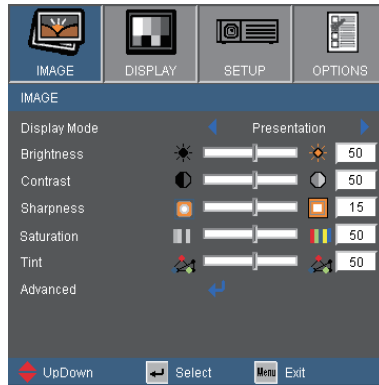 IMAGE DISPLAY SETUP OPTIONS
IMAGE
Display Mode Presentation
Brightness 50
Contrast 50
Sharpness 15
Saturation 50
Tint 50
Advanced
UpDown Select Menu Exit